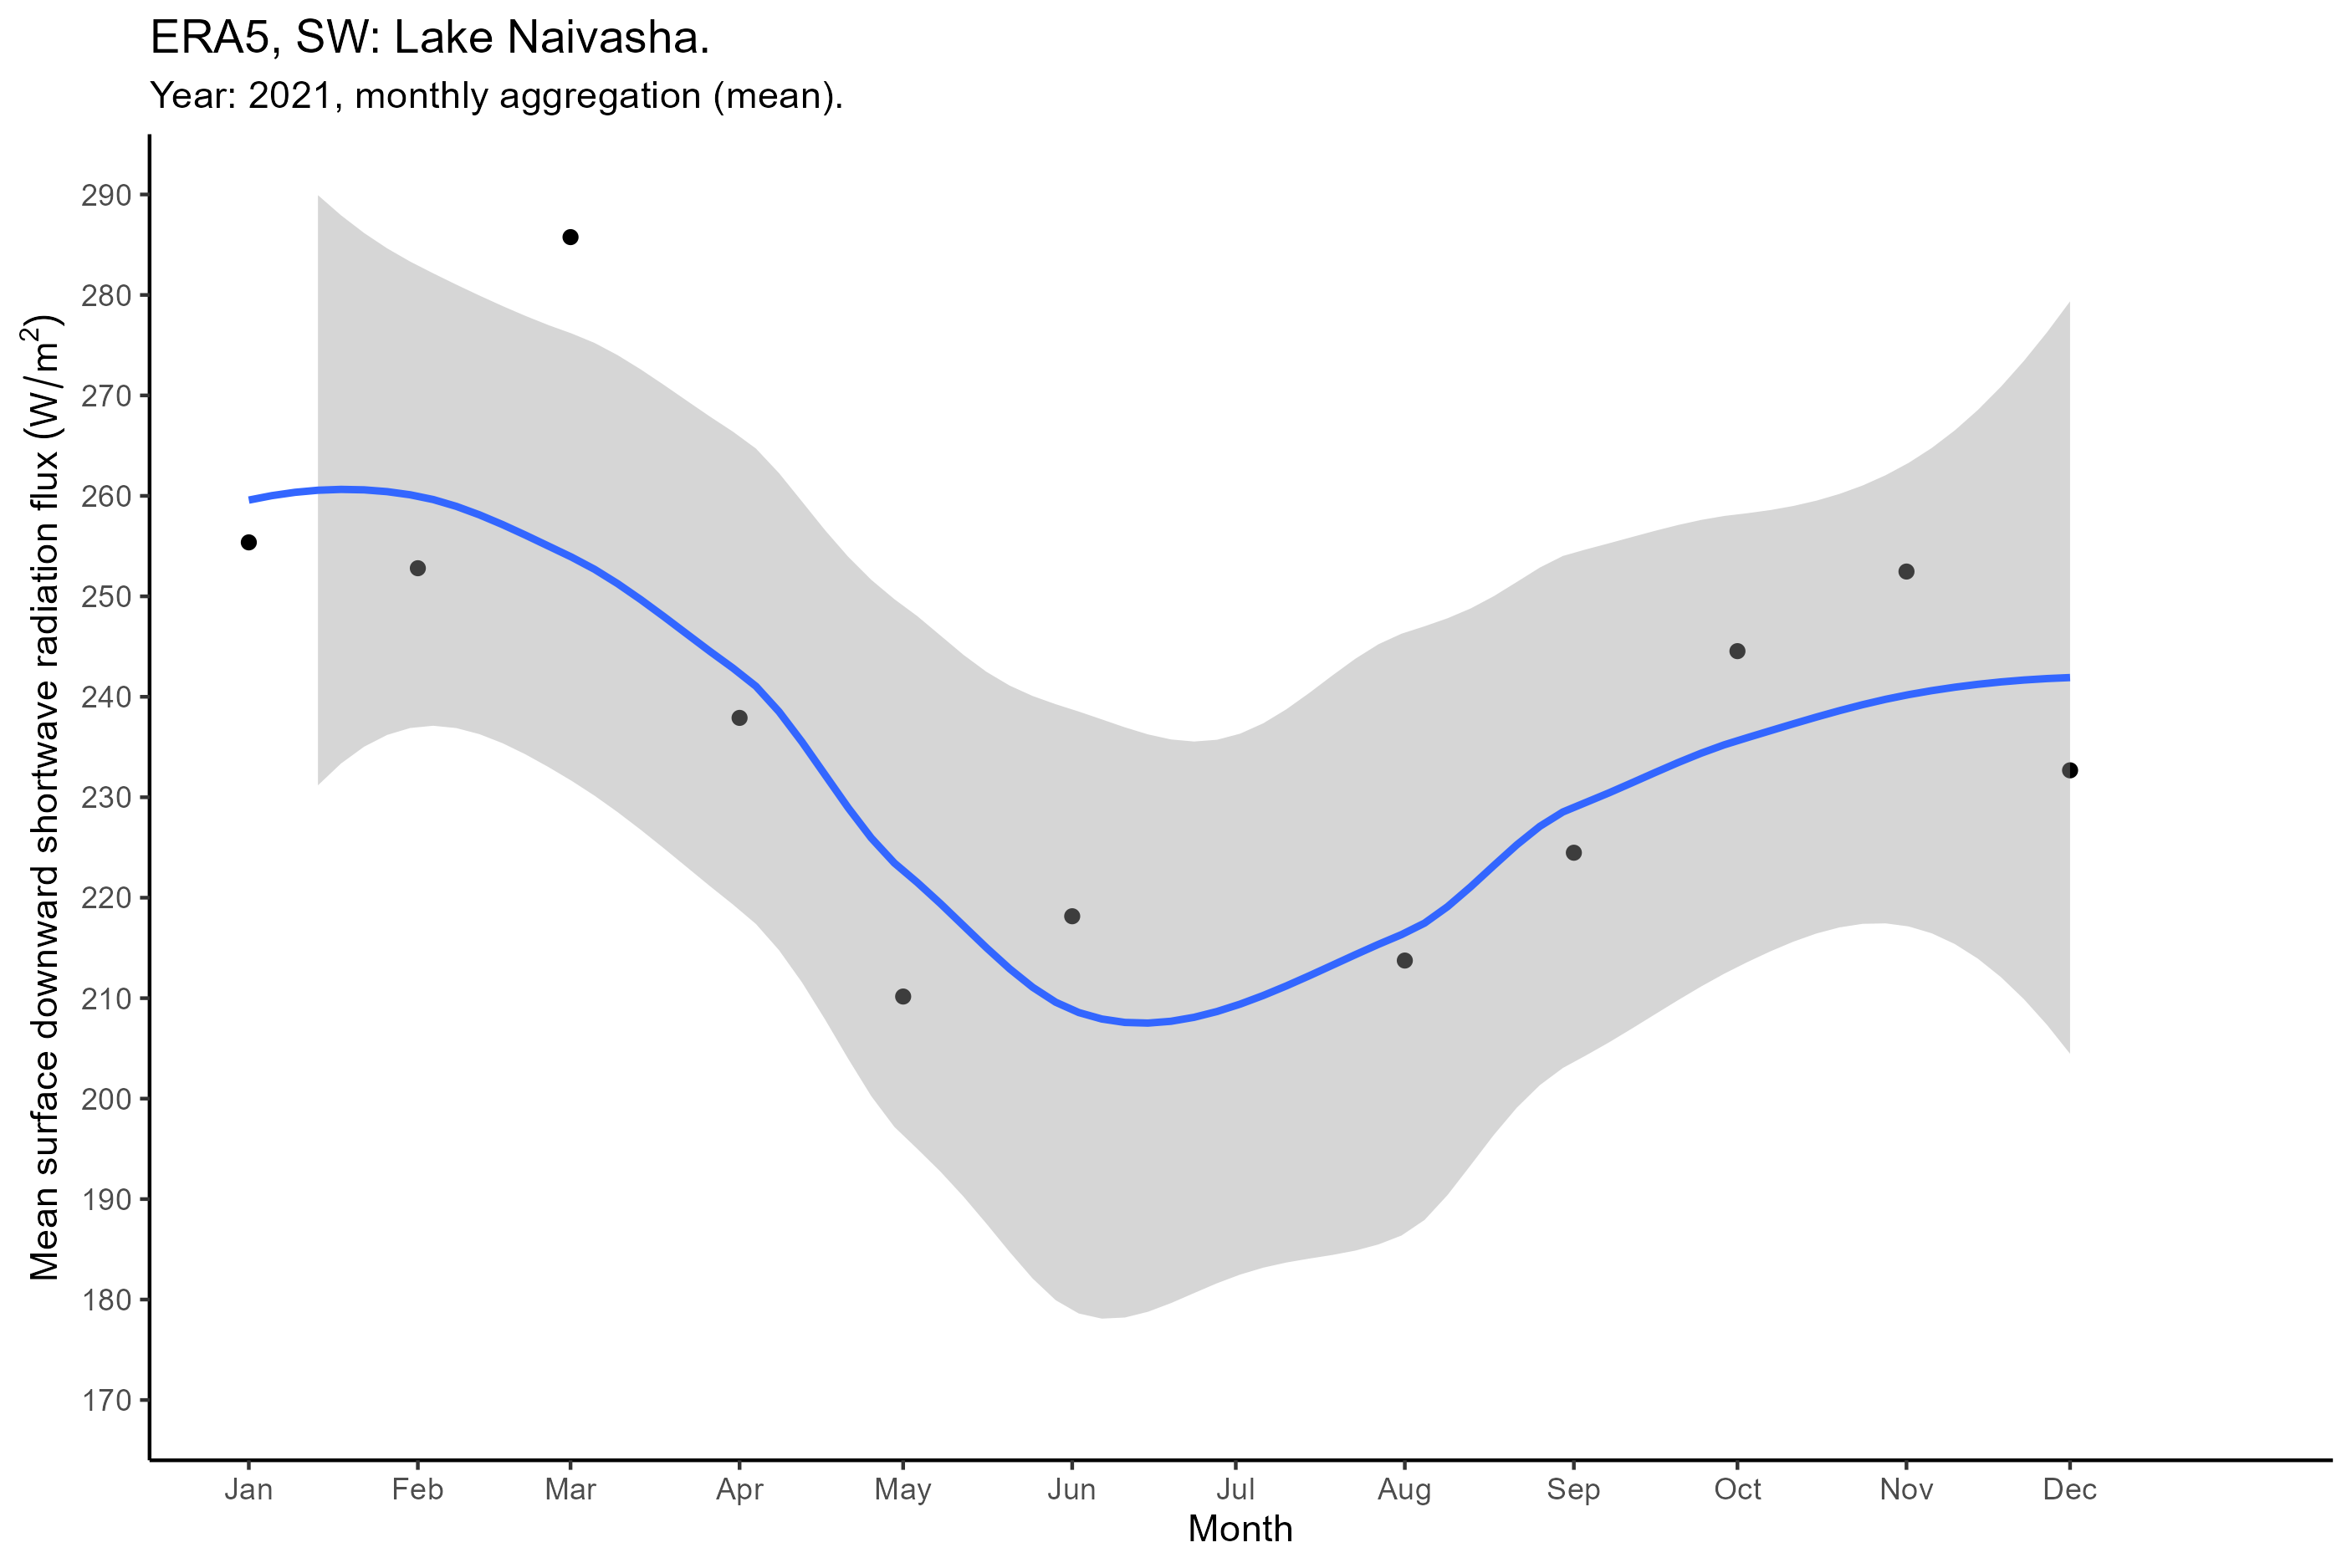 ERA5, SW: Lake Naivasha.
Year: 2021, monthly aggregation (mean).
Mean surface downward shortwave radiation flux (W/m²)
290
280
270
260
250
240
230
220
210
200
190
180
170
Jan Feb Mar Apr May Jun Jul Aug Sep Oct Nov Dec
Month